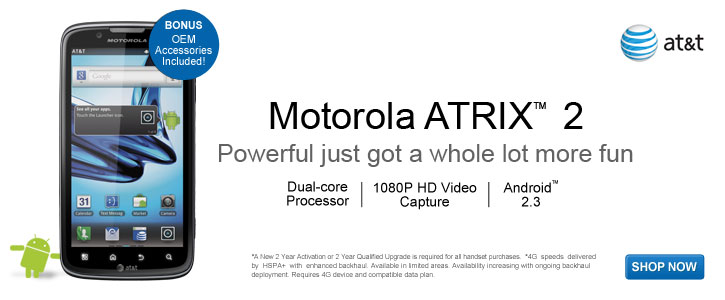 BONUS
OEM
Accessories
Included!
MOTOROLA
AT&T
Google
See all your apps.
Touch the Launcher icon.
31
Calendar
Text Messag
Market
Camera
at&t
at&t
Motorola ATRIX™ 2
Powerful just got a whole lot more fun
Dual-core
Processor
1080P HD Video
Capture
Android™
2.3
*A New 2 Year Activation or 2 Year Qualified Upgrade is required for all handset purchases. *4G speeds delivered
by HSPA+ with enhanced backhaul. Available in limited areas. Availability increasing with ongoing backhaul
deployment. Requires 4G device and compatible data plan.
SHOP NOW